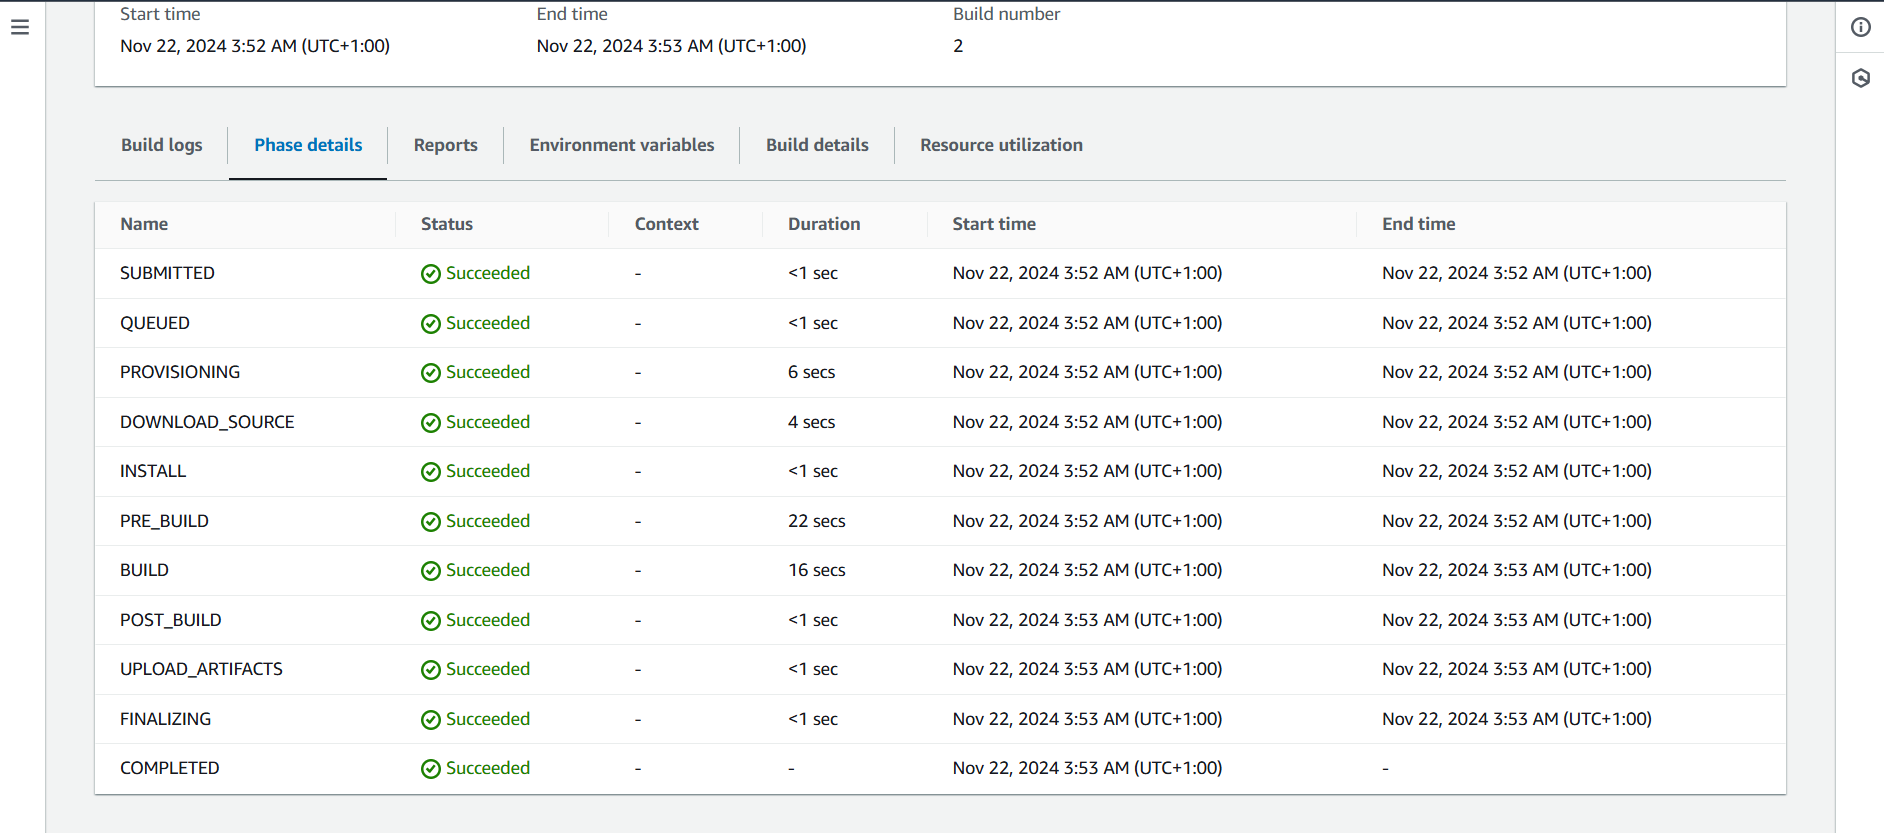 Start time End time Build number
Nov 22, 2024 3:52 AM (UTC+1:00) Nov 22, 2024 3:53 AM (UTC+1:00) 2
Build logs Phase details Reports Environment variables Build details Resource utilization
Name Status Context Duration Start time End time
SUBMITTED Succeeded - <1 sec Nov 22, 2024 3:52 AM (UTC+1:00) Nov 22, 2024 3:52 AM (UTC+1:00)
QUEUED Succeeded - <1 sec Nov 22, 2024 3:52 AM (UTC+1:00) Nov 22, 2024 3:52 AM (UTC+1:00)
PROVISIONING Succeeded - 6 secs Nov 22, 2024 3:52 AM (UTC+1:00) Nov 22, 2024 3:52 AM (UTC+1:00)
DOWNLOAD_SOURCE Succeeded - 4 secs Nov 22, 2024 3:52 AM (UTC+1:00) Nov 22, 2024 3:52 AM (UTC+1:00)
INSTALL Succeeded - <1 sec Nov 22, 2024 3:52 AM (UTC+1:00) Nov 22, 2024 3:52 AM (UTC+1:00)
PRE_BUILD Succeeded - 22 secs Nov 22, 2024 3:52 AM (UTC+1:00) Nov 22, 2024 3:52 AM (UTC+1:00)
BUILD Succeeded - 16 secs Nov 22, 2024 3:52 AM (UTC+1:00) Nov 22, 2024 3:53 AM (UTC+1:00)
POST_BUILD Succeeded - <1 sec Nov 22, 2024 3:53 AM (UTC+1:00) Nov 22, 2024 3:53 AM (UTC+1:00)
UPLOAD_ARTIFACTS Succeeded - <1 sec Nov 22, 2024 3:53 AM (UTC+1:00) Nov 22, 2024 3:53 AM (UTC+1:00)
FINALIZING Succeeded - <1 sec Nov 22, 2024 3:53 AM (UTC+1:00) Nov 22, 2024 3:53 AM (UTC+1:00)
COMPLETED Succeeded - - Nov 22, 2024 3:53 AM (UTC+1:00) -